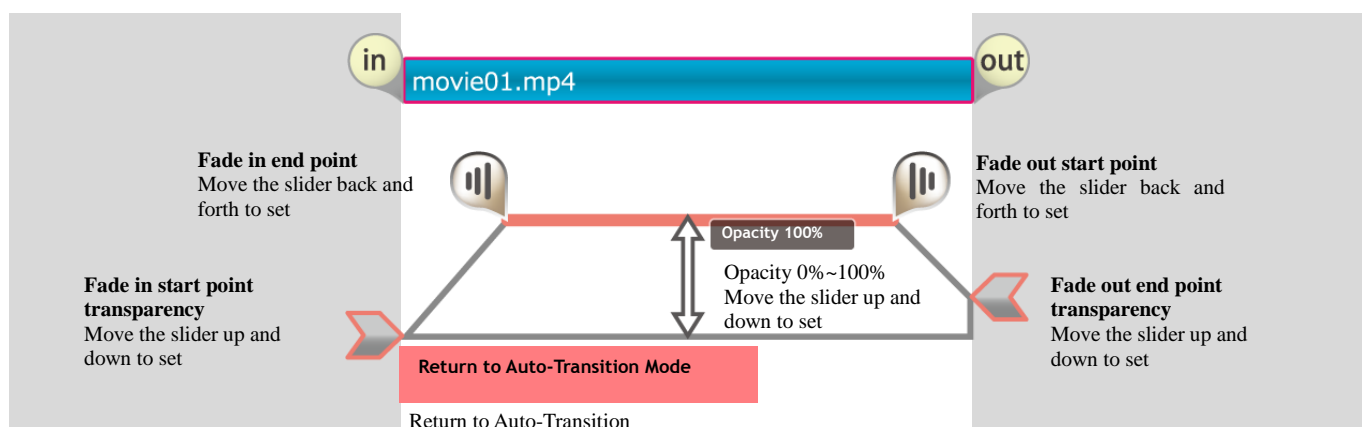 in
out
movie01.mp4
Fade in end point
Move the slider back and
forth to set
Fade out start point
Move the slider back and
forth to set
Opacity 100%
Opacity 0%~100%
Move the slider up and
down to set
Fade in start point
transparency
Move the slider up and
down to set
Fade out end point
transparency
Move the slider up and
down to set
Return to Auto-Transition Mode
Return to Auto-Transition